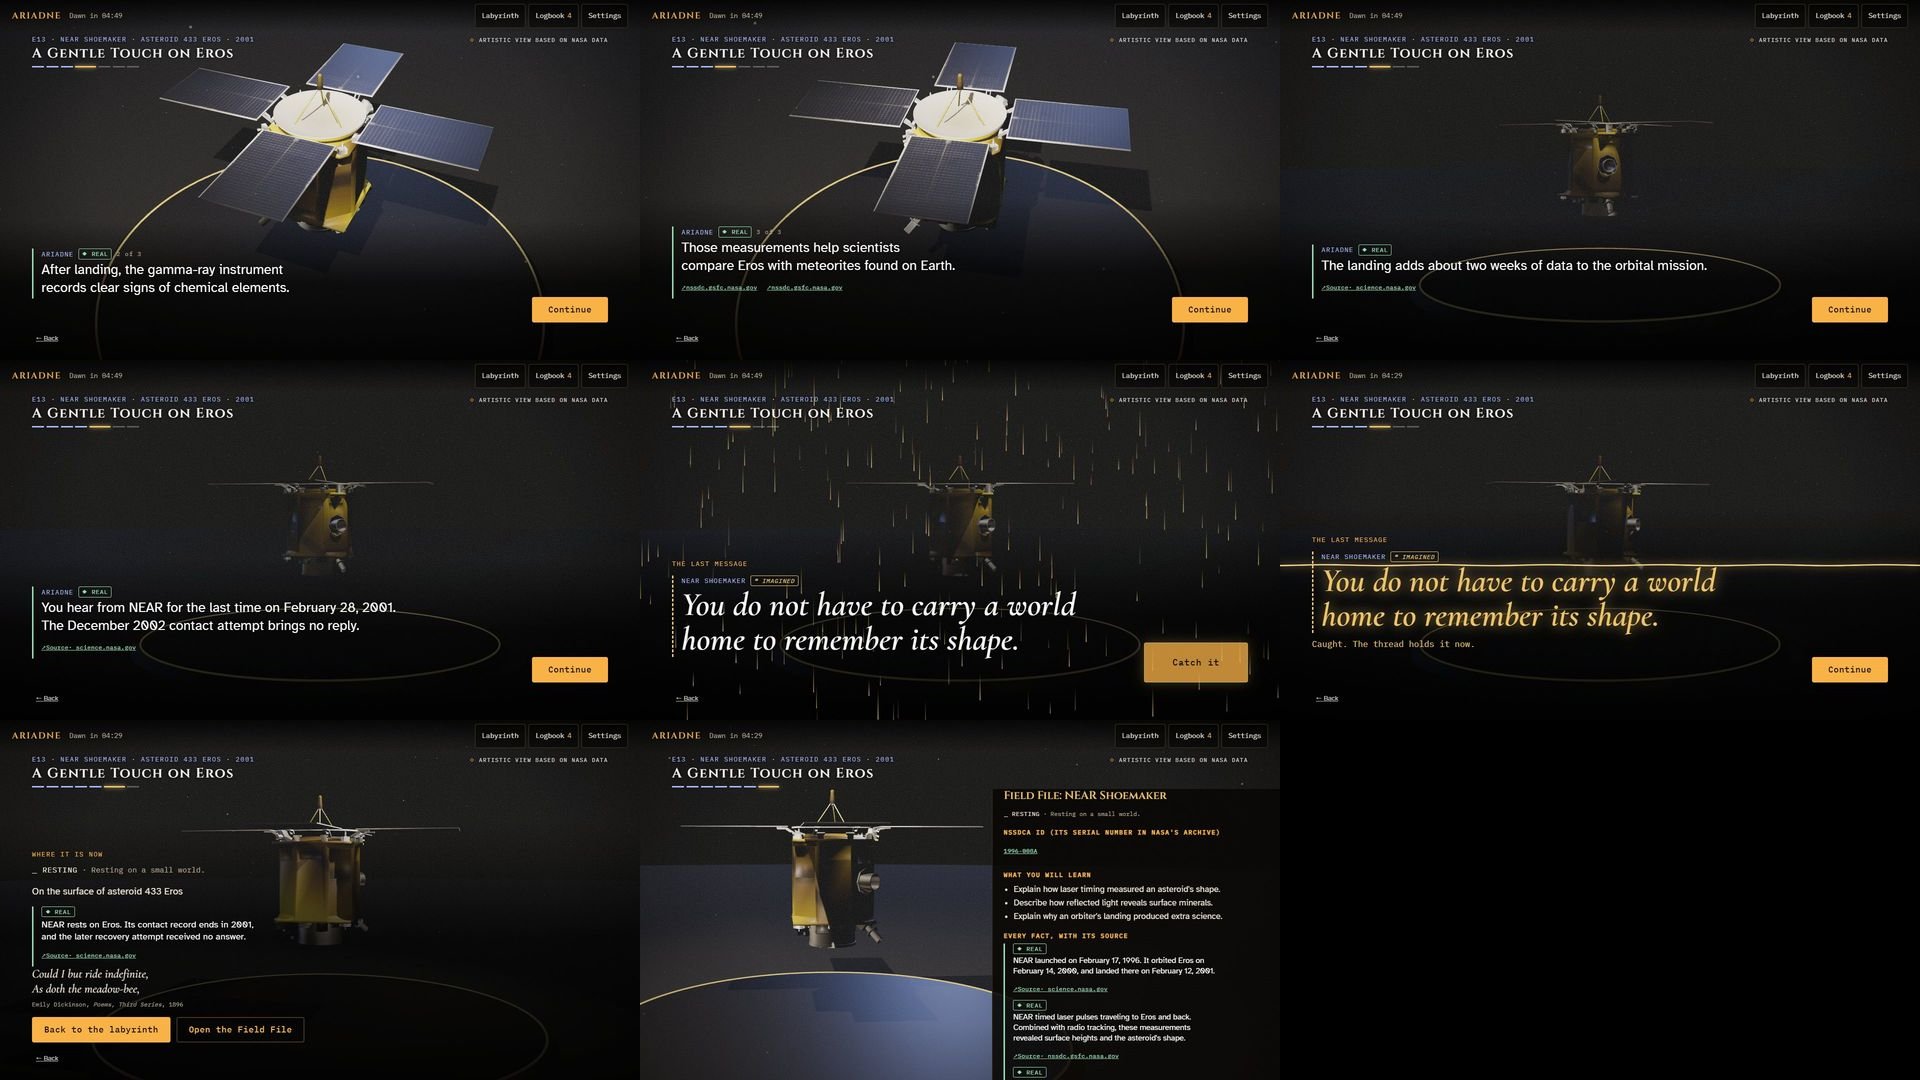 ARIADNE Dawn in 04:49 Labyrinth Logbook 4 Settings
E13 · NEAR SHOEMAKER · ASTEROID 433 EROS · 2001
A Gentle Touch on Eros
ARTISTIC VIEW BASED ON NASA DATA
ARIADNE REAL 2 of 3
After landing, the gamma-ray instrument
records clear signs of chemical elements.
Continue
← Back
ARIADNE Dawn in 04:49 Labyrinth Logbook 4 Settings
E13 · NEAR SHOEMAKER · ASTEROID 433 EROS · 2001
A Gentle Touch on Eros
ARTISTIC VIEW BASED ON NASA DATA
ARIADNE REAL 3 of 3
Those measurements help scientists
compare Eros with meteorites found on Earth.
↗nssdc.gsfc.nasa.gov ↗nssdc.gsfc.nasa.gov
Continue
← Back
ARIADNE Dawn in 04:49 Labyrinth Logbook 4 Settings
E13 · NEAR SHOEMAKER · ASTEROID 433 EROS · 2001
A Gentle Touch on Eros
ARTISTIC VIEW BASED ON NASA DATA
ARIADNE REAL
The landing adds about two weeks of data to the orbital mission.
↗Source· science.nasa.gov
Continue
← Back
ARIADNE Dawn in 04:49 Labyrinth Logbook 4 Settings
E13 · NEAR SHOEMAKER · ASTEROID 433 EROS · 2001
A Gentle Touch on Eros
ARTISTIC VIEW BASED ON NASA DATA
ARIADNE REAL
You hear from NEAR for the last time on February 28, 2001.
The December 2002 contact attempt brings no reply.
↗Source· science.nasa.gov
Continue
← Back
ARIADNE Dawn in 04:49 Labyrinth Logbook 4 Settings
E13 · NEAR SHOEMAKER · ASTEROID 433 EROS · 2001
A Gentle Touch on Eros
ARTISTIC VIEW BASED ON NASA DATA
THE LAST MESSAGE
NEAR SHOEMAKER IMAGINED
You do not have to carry a world
home to remember its shape.
Catch it
← Back
ARIADNE Dawn in 04:29 Labyrinth Logbook 4 Settings
E13 · NEAR SHOEMAKER · ASTEROID 433 EROS · 2001
A Gentle Touch on Eros
ARTISTIC VIEW BASED ON NASA DATA
THE LAST MESSAGE
NEAR SHOEMAKER IMAGINED
You do not have to carry a world
home to remember its shape.
Caught. The thread holds it now.
Continue
← Back
ARIADNE Dawn in 04:29 Labyrinth Logbook 4 Settings
E13 · NEAR SHOEMAKER · ASTEROID 433 EROS · 2001
A Gentle Touch on Eros
ARTISTIC VIEW BASED ON NASA DATA
WHERE IT IS NOW
_ RESTING · Resting on a small world.
On the surface of asteroid 433 Eros
REAL
NEAR rests on Eros. Its contact record ends in 2001,
and the later recovery attempt received no answer.
↗Source· science.nasa.gov
Could I but ride indefinite,
As doth the meadow-bee,
Emily Dickinson, Poems, Third Series, 1896
Back to the labyrinth Open the Field File
← Back
ARIADNE Dawn in 04:29 Labyrinth Logbook 4 Settings
E13 · NEAR SHOEMAKER · ASTEROID 433 EROS · 2001
A Gentle Touch on Eros
ARTISTIC VIEW BASED ON NASA DATA
Field File: NEAR Shoemaker
_ RESTING · Resting on a small world.
NSSDCA ID (ITS SERIAL NUMBER IN NASA'S ARCHIVE)
1996-008A
WHAT YOU WILL LEARN
• Explain how laser timing measured an asteroid's shape.
• Describe how reflected light reveals surface minerals.
• Explain why an orbiter's landing produced extra science.
EVERY FACT, WITH ITS SOURCE
REAL
NEAR launched on February 17, 1996. It orbited Eros on
February 14, 2000, and landed there on February 12, 2001.
↗Source· science.nasa.gov
REAL
NEAR timed laser pulses traveling to Eros and back.
Combined with radio tracking, these measurements
revealed surface heights and the asteroid's shape.
↗Source· nssdc.gsfc.nasa.gov
REAL